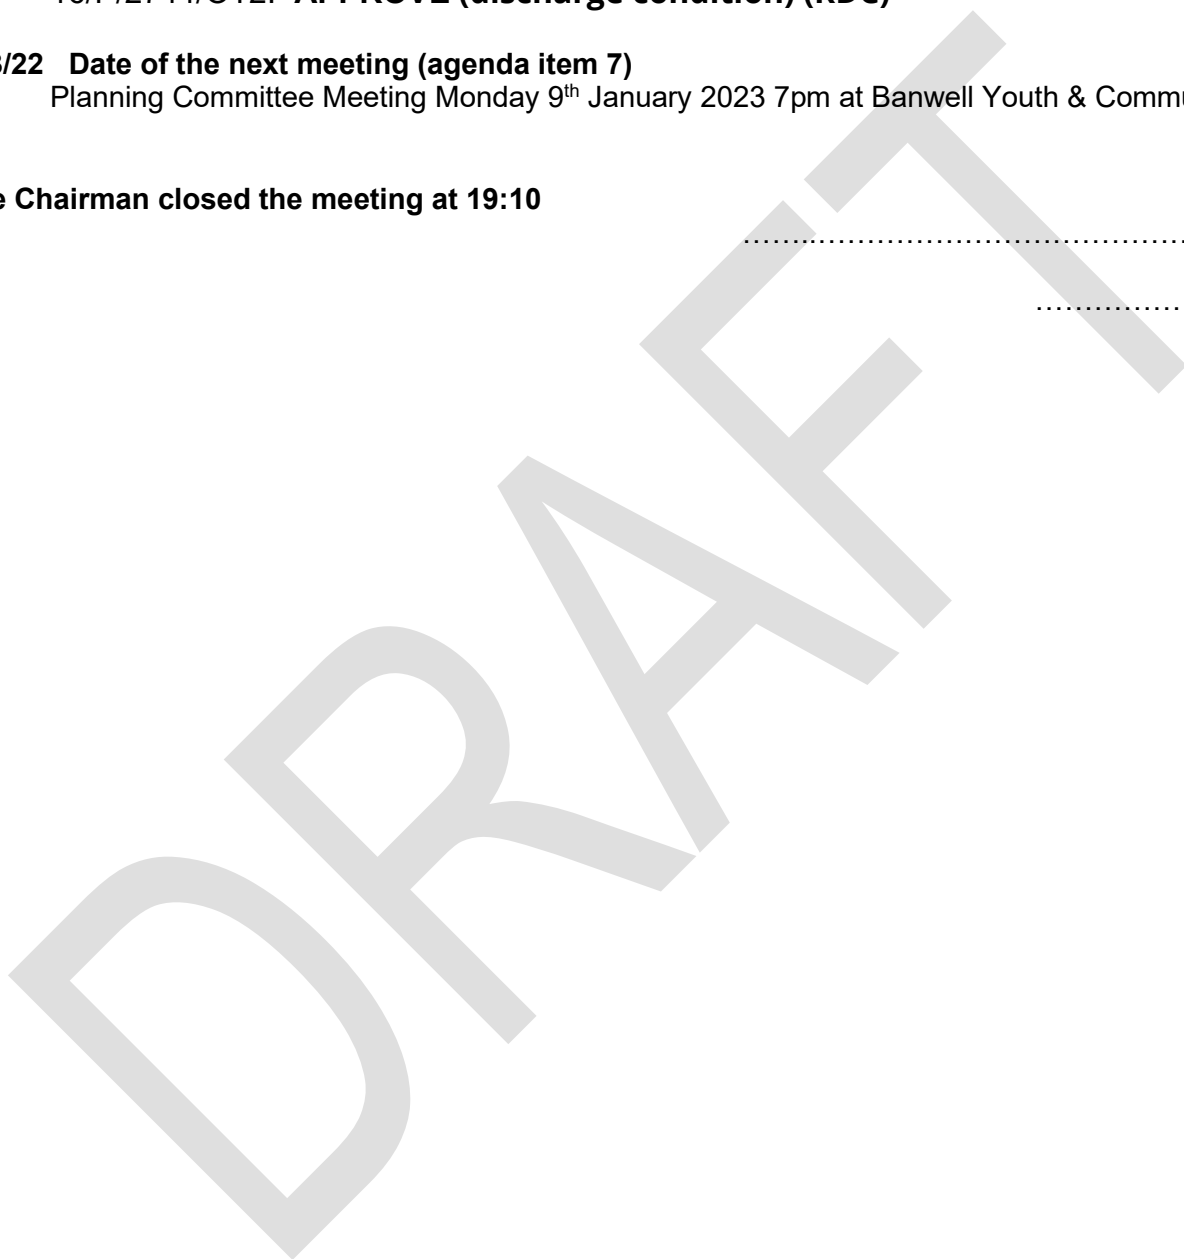 APPROVE (discharge condition) (RDC)
/22 Date of the next meeting (agenda item 7)
Planning Committee Meeting Monday 9th January 2023 7pm at Banwell Youth &
Chairman closed the meeting at 19:10
……..……………………………………
……………
DRAFT